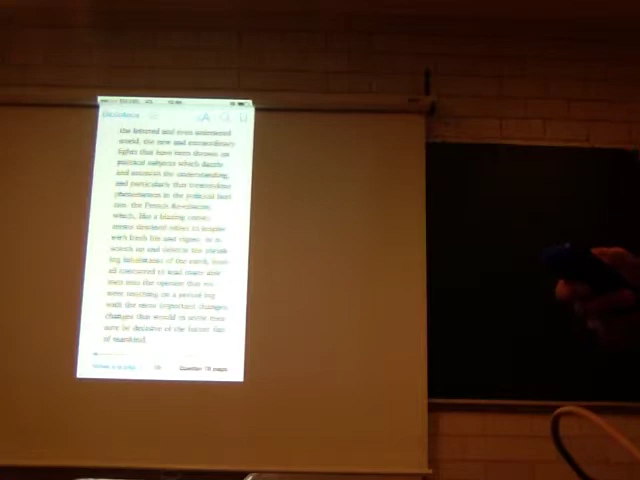 the lettered and even unlettered
world, the new and extraordinary
lights that have been thrown on
political subjects which dazzle
and astonish the understanding,
and particularly that tremendous
phenomenon in the political hori
zon the French Revolution,
which, like a blazing comet,
seems destined either to inspire
with fresh life and vigour, or to
scorch up and destroy the shrink
ing inhabitants of the earth, have
all concurred to lead many able
men into the opinion that we
were touching on a period big
with the most important changes,
changes that would in some mea
sure be decisive of the future fate
of mankind.